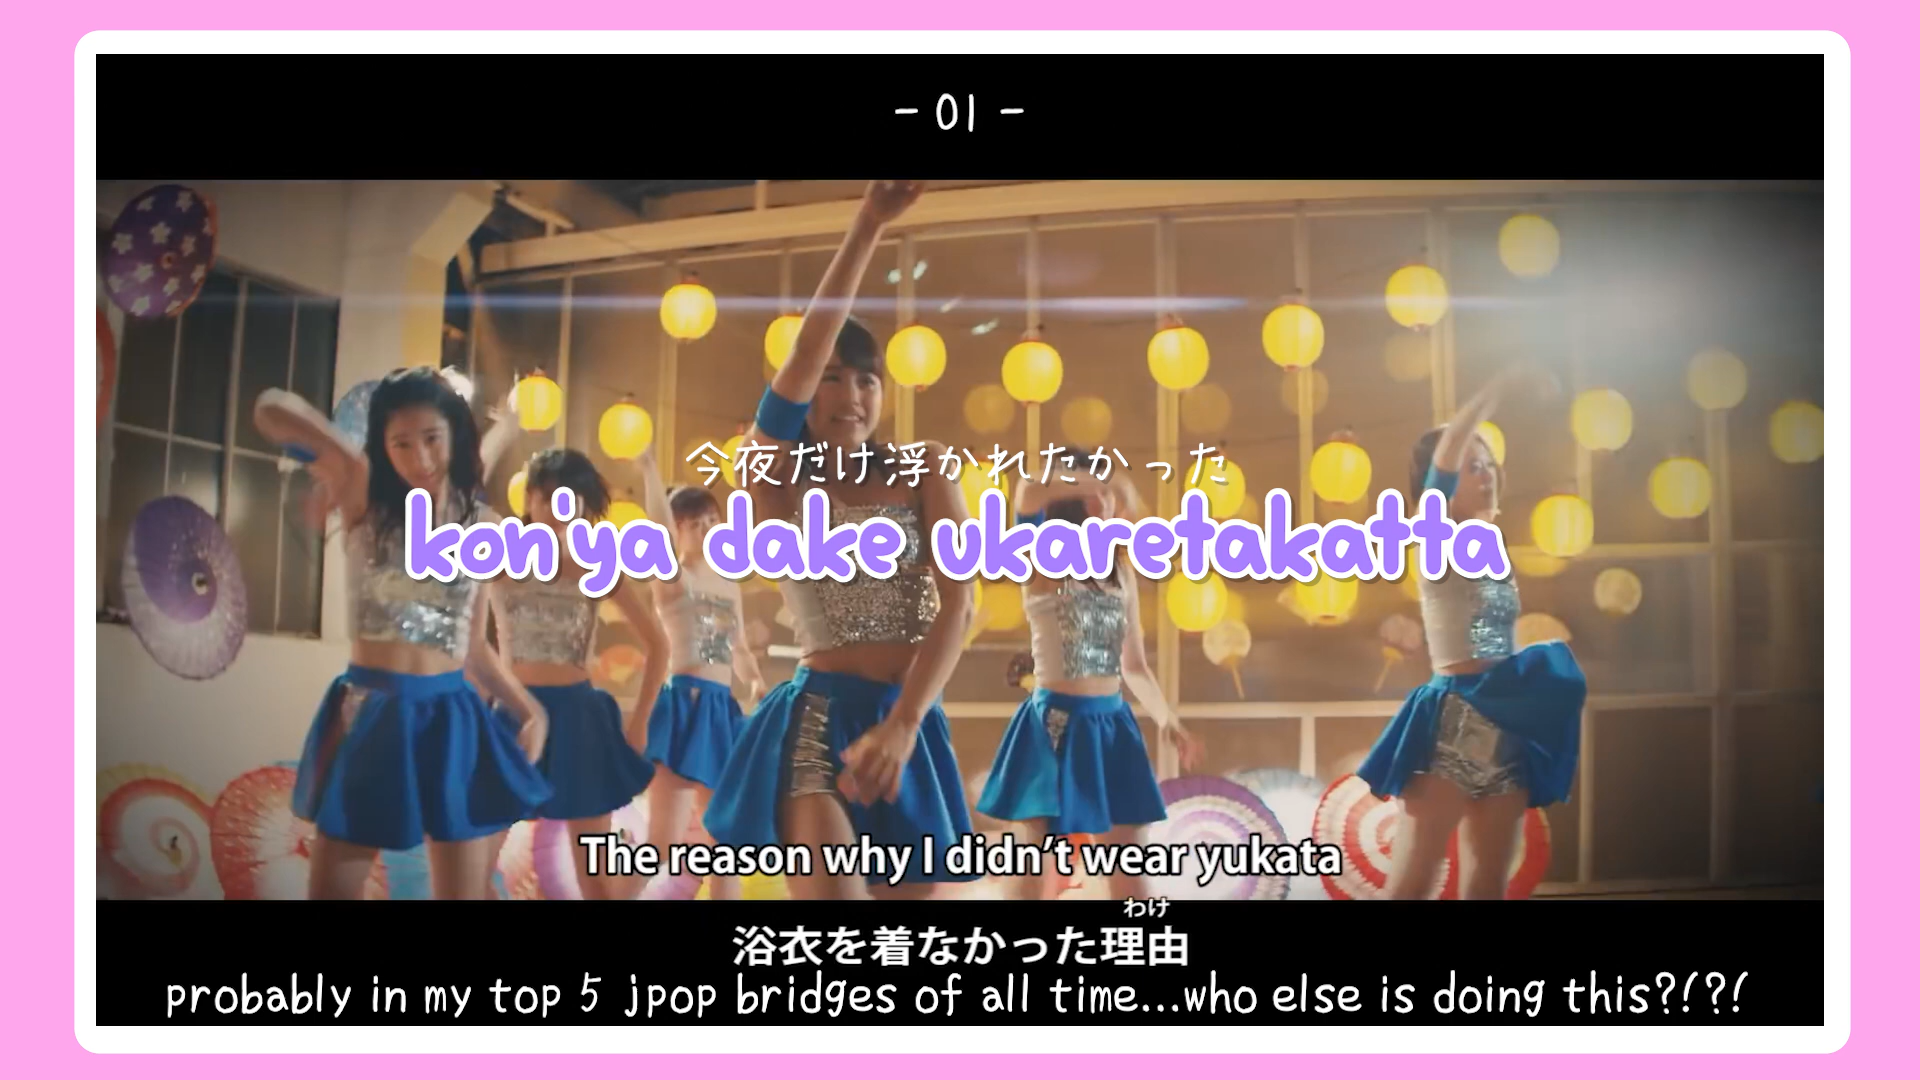 - 01 -
今夜だけ浮かれたかった
kon'ya dake ukaretakatta
The reason why I didn't wear yukata
わけ
浴衣を着なかった理由
probably in my top 5 jpop bridges of all time...who else is doing this?!?!